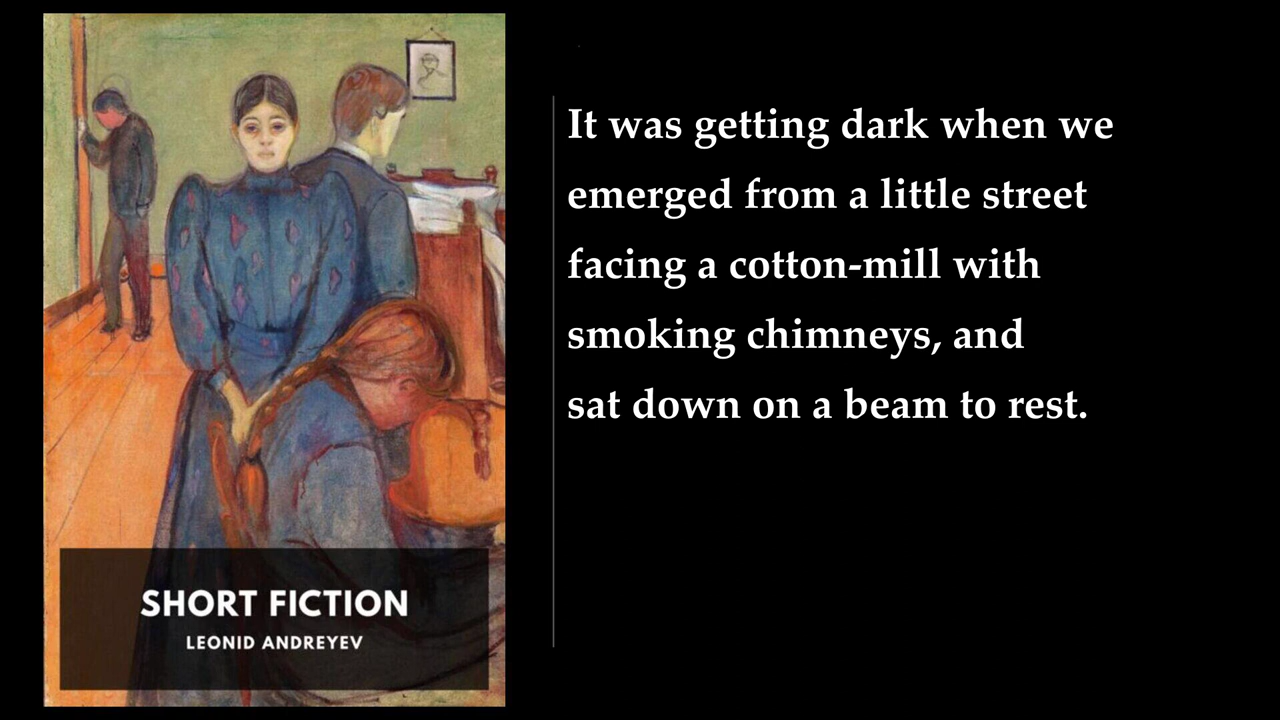 SHORT FICTION
LEONID ANDREYEV
It was getting dark when we
emerged from a little street
facing a cotton-mill with
smoking chimneys, and
sat down on a beam to rest.